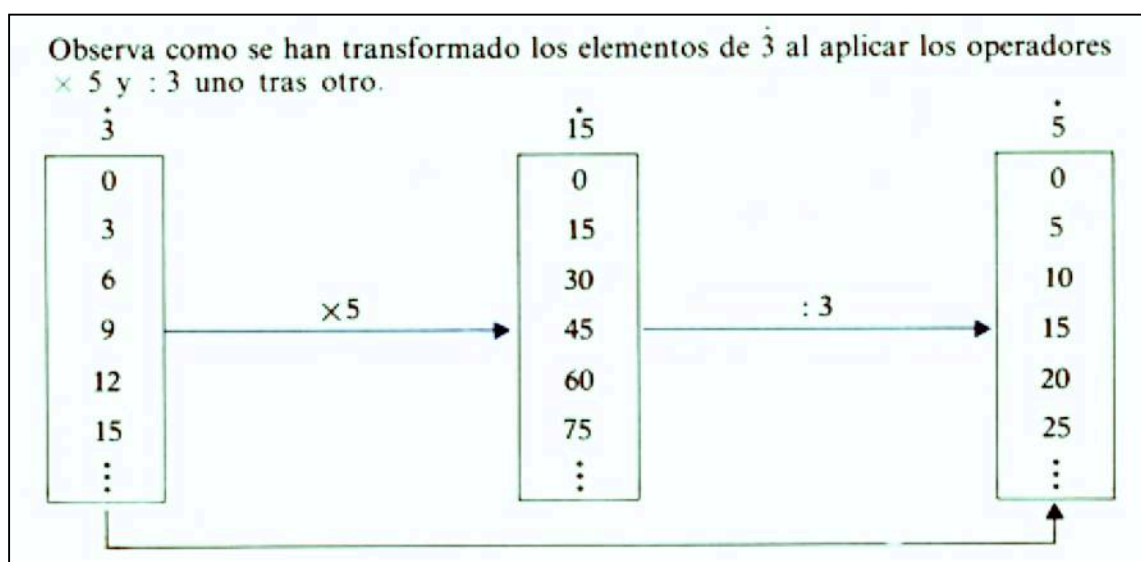 Observa como se han transformado los elementos de 3̇ al aplicar los operadores
× 5 y : 3 uno tras otro.
3̇ 1̇5 5̇
0 0 0
3 15 5
6 30 10
×5 : 3
9 45 15
12 60 20
15 75 25
⋮ ⋮ ⋮